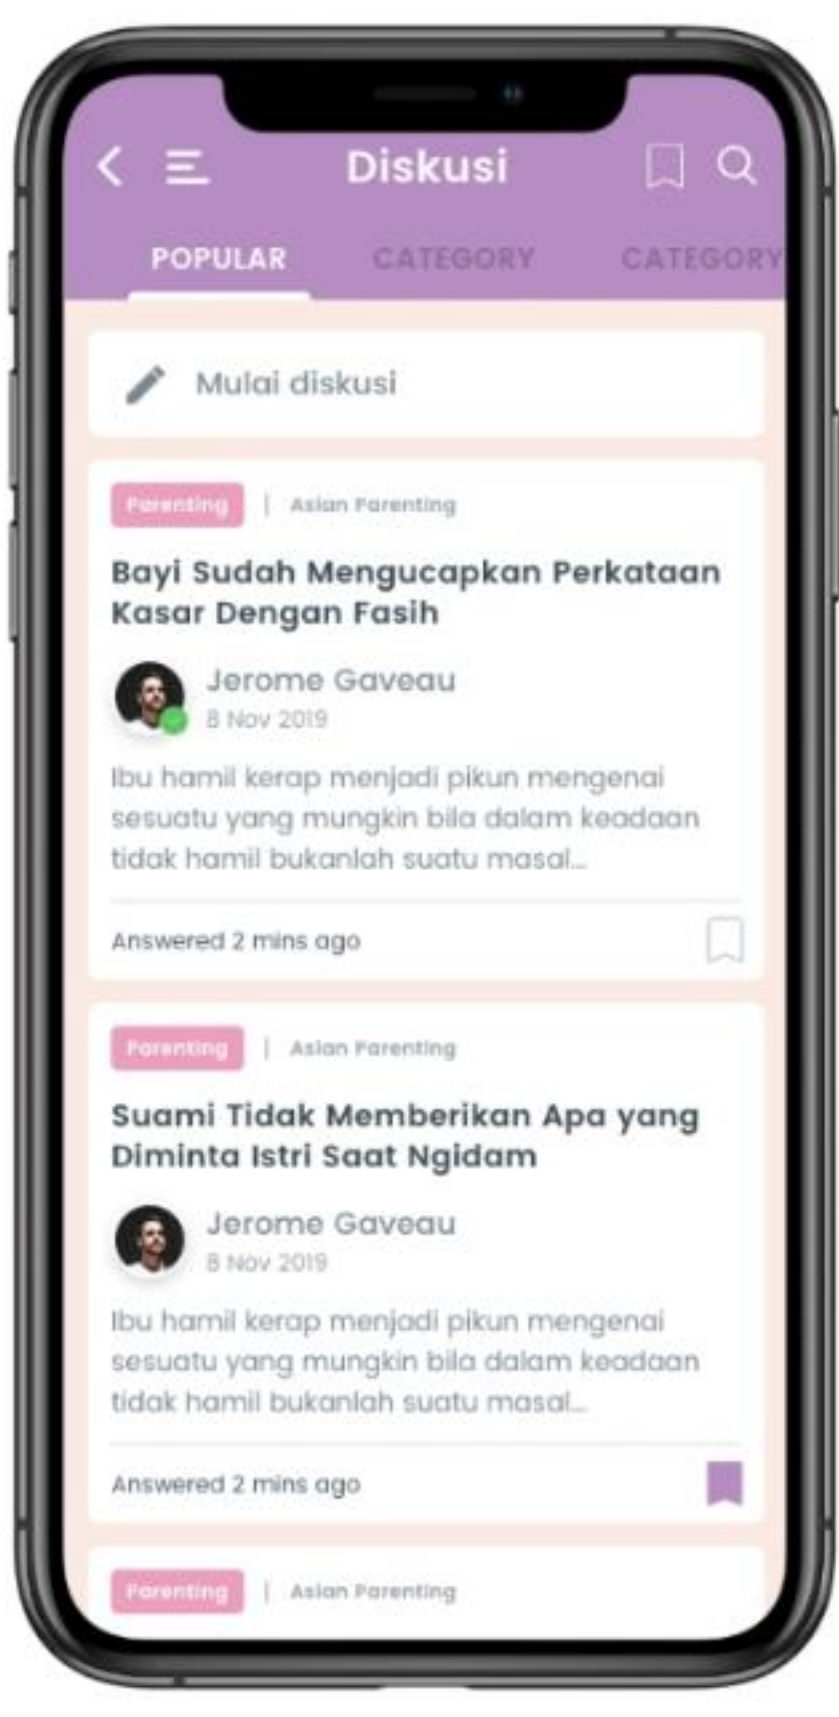 Diskusi
POPULAR CATEGORY CATEGORY
Mulai diskusi
Parenting | Asian Parenting
Bayi Sudah Mengucapkan Perkataan
Kasar Dengan Fasih
Jerome Gaveau
8 Nov 2019
Ibu hamil kerap menjadi pikun mengenai
sesuatu yang mungkin bila dalam keadaan
tidak hamil bukanlah suatu masal...
Answered 2 mins ago
Parenting | Asian Parenting
Suami Tidak Memberikan Apa yang
Diminta Istri Saat Ngidam
Jerome Gaveau
8 Nov 2019
Ibu hamil kerap menjadi pikun mengenai
sesuatu yang mungkin bila dalam keadaan
tidak hamil bukanlah suatu masal...
Answered 2 mins ago
Parenting | Asian Parenting